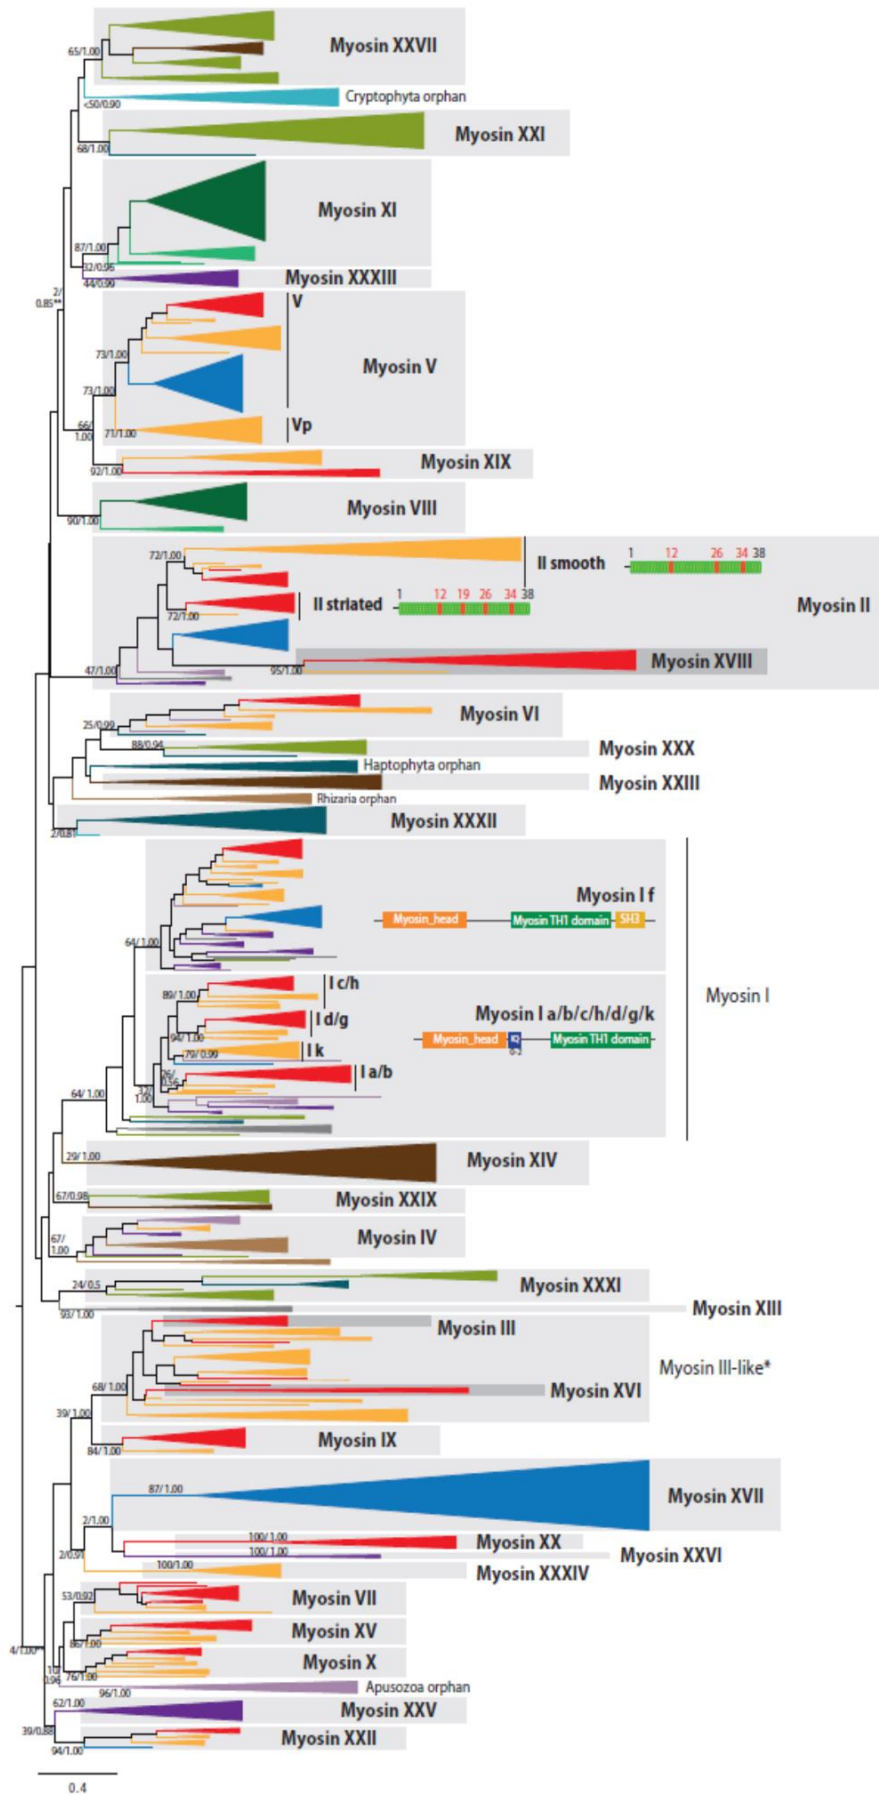 Myosin XXVII
65/1.00
Cryptophyta orphan
<50/0.90
Myosin XXI
68/1.00
Myosin XI
87/1.00
32/0.96
Myosin XXXIII
44/0.99
2/
0.85**
V
Myosin V
73/1.00
73/1.00
66/
1.00
71/1.00
Vp
Myosin XIX
92/1.00
Myosin VIII
90/1.00
72/1.00
II smooth
1 12 26 34 38
II striated
1 12 19 26 34 38
Myosin II
72/1.00
Myosin XVIII
47/1.00
95/1.00
Myosin VI
25/0.99
88/0.94
Myosin XXX
Haptophyta orphan
Myosin XXIII
Rhizaria orphan
Myosin XXXII
2/0.81
Myosin I f
Myosin_head
Myosin TH1 domain
SH3
64/1.00
I c/h
89/1.00
Myosin I
Myosin I a/b/c/h/d/g/k
I d/g
Myosin_head
IQ
0-2
Myosin TH1 domain
94/1.00
79/0.99
I k
26/
0.56
I a/b
32/
1.00
64/1.00
29/1.00
Myosin XIV
67/0.98
Myosin XXIX
67/
1.00
Myosin IV
24/0.5
Myosin XXXI
93/1.00
Myosin XIII
Myosin III
Myosin III-like*
68/1.00
Myosin XVI
39/1.00
Myosin IX
84/1.00
87/1.00
Myosin XVII
2/1.00
100/1.00
Myosin XX
100/1.00
Myosin XXVI
2/0.91
100/1.00
Myosin XXXIV
53/0.92
Myosin VII
Myosin XV
86/1.00
Myosin X
4/1.00
10/
0.96
76/1.00
96/1.00
Apusozoa orphan
62/1.00
Myosin XXV
39/0.88
Myosin XXII
94/1.00
0.4